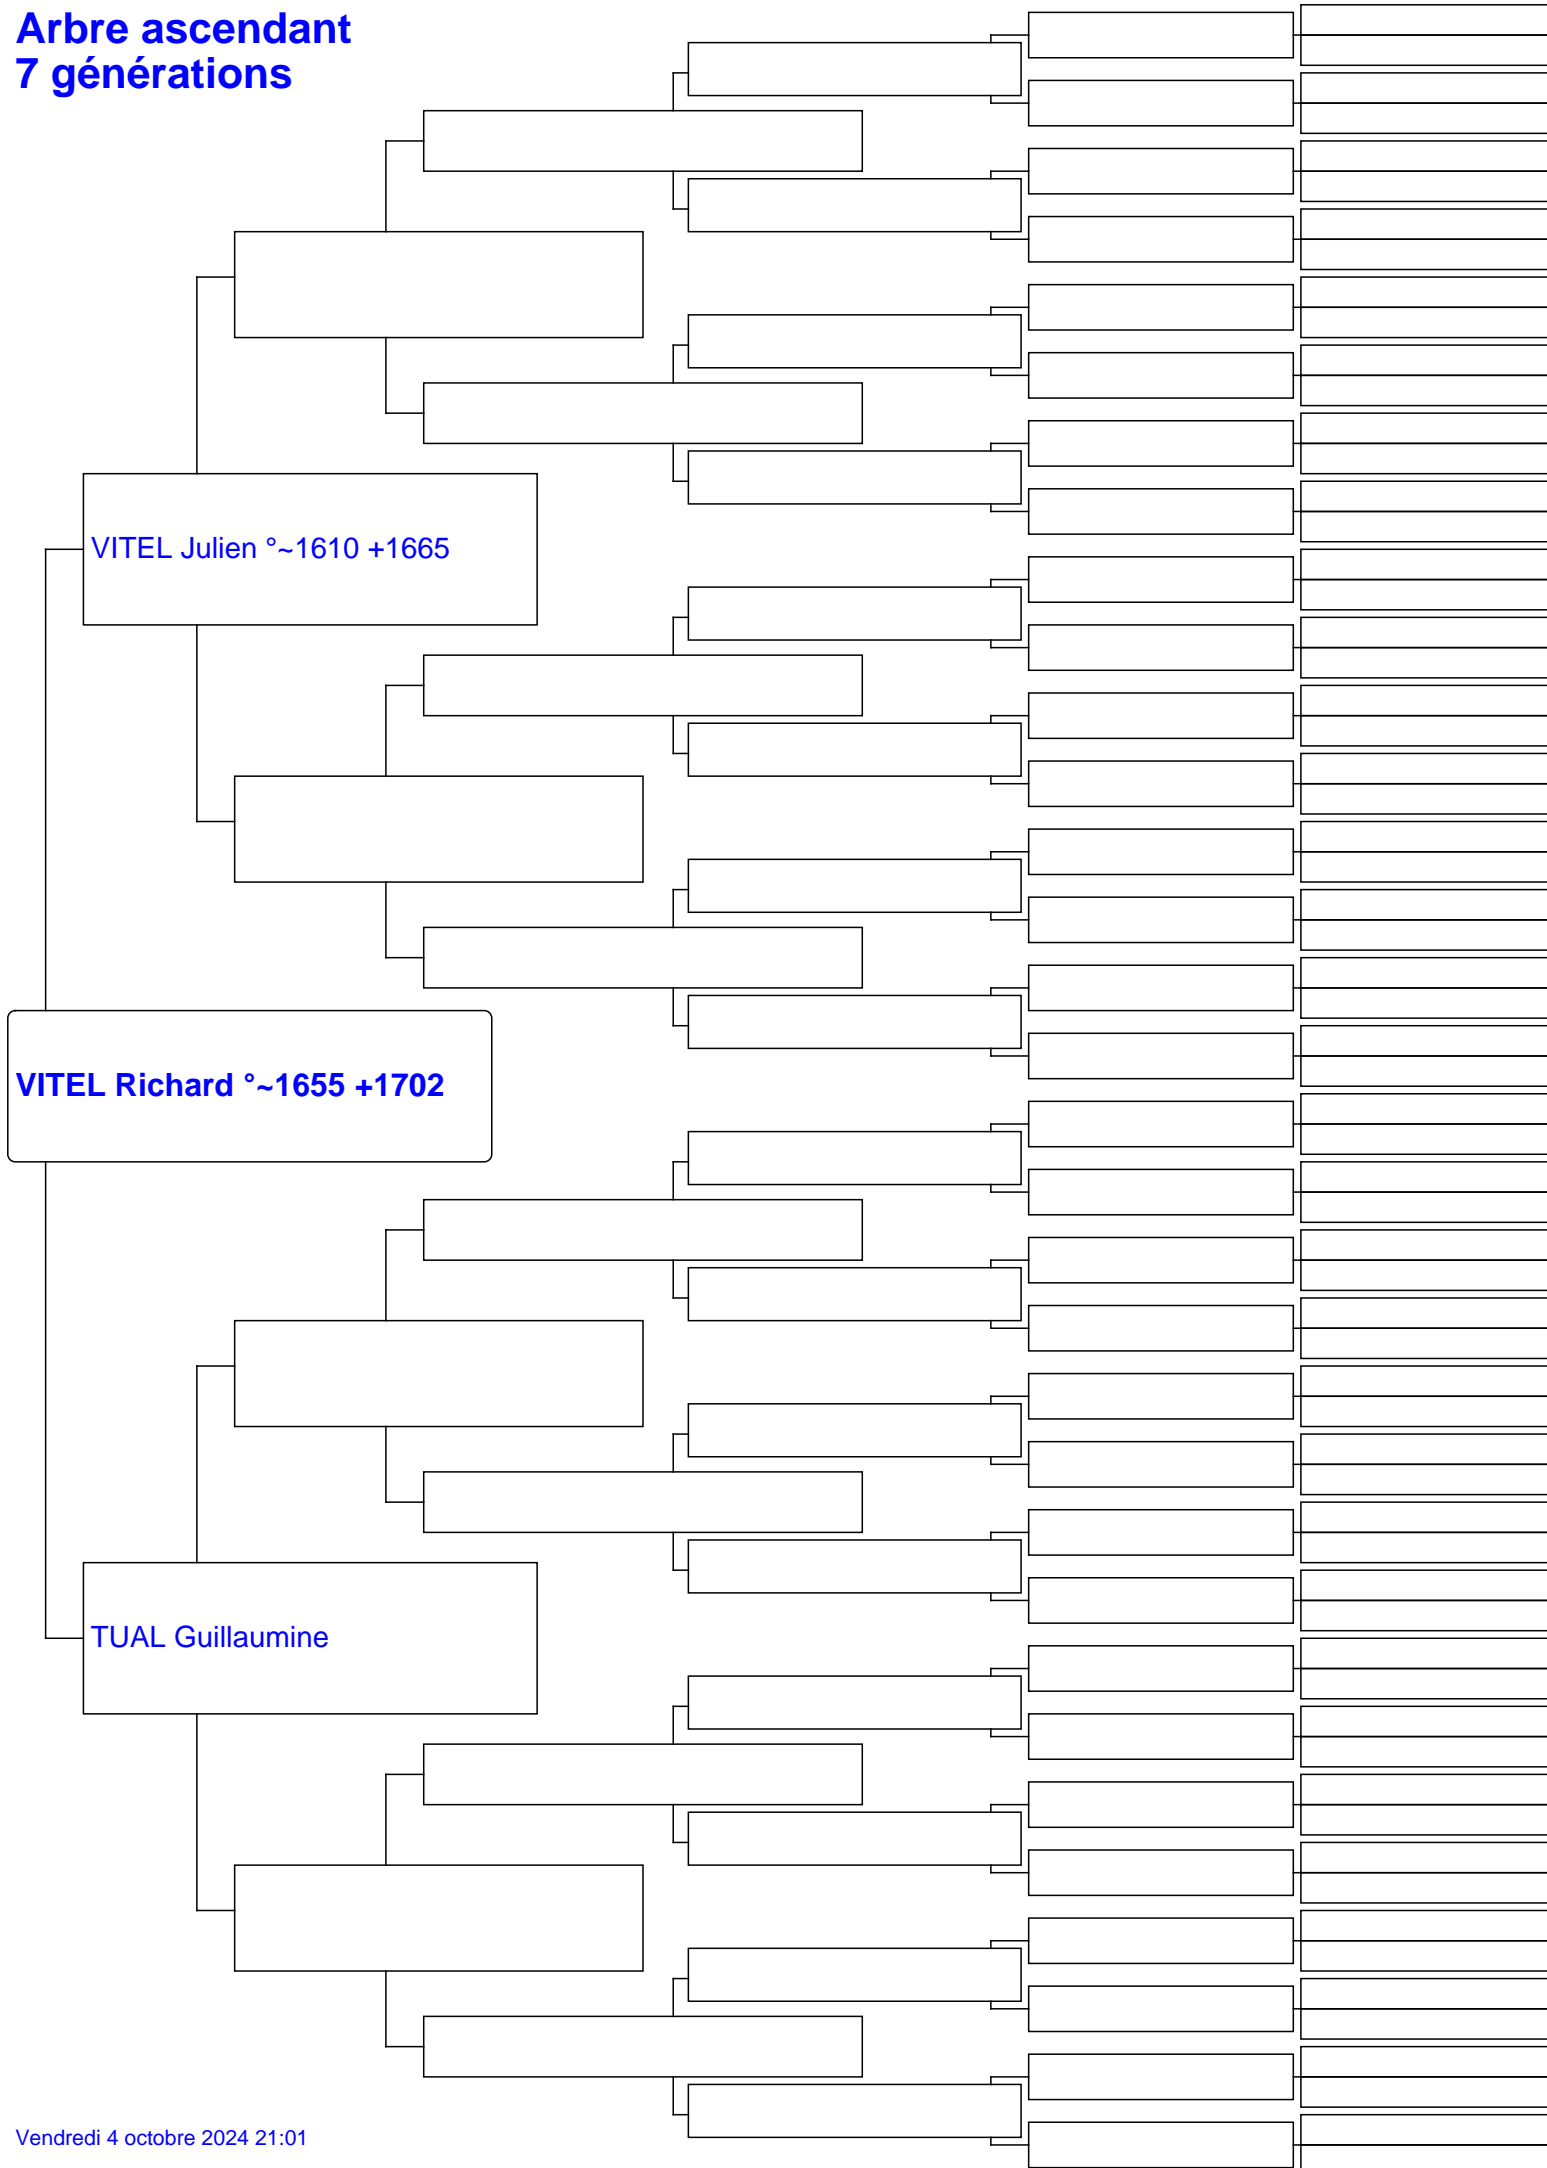 Arbre ascendant
7 générations
VITEL Julien °~1610 +1665
VITEL Richard °~1655 +1702
TUAL Guillaumine
Vendredi 4 octobre 2024 21:01